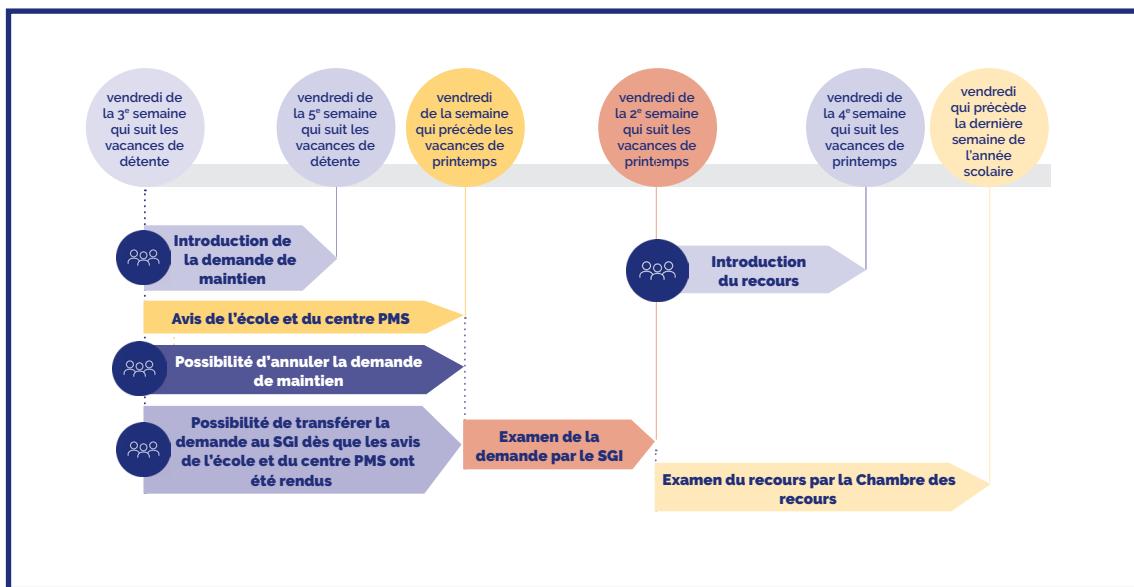 vendredi de
la 3e semaine
qui suit les
vacances de
détente
vendredi de
la 5e semaine
qui suit les
vacances de
détente
vendredi
de la semaine
qui précède les
vacances de
printemps
vendredi de
la 2e semaine
qui suit les
vacances de
printemps
vendredi de
la 4e semaine
qui suit les
vacances de
printemps
vendredi
qui précède
la dernière
semaine de
l'année
scolaire
Introduction de
la demande de
maintien
Introduction
du recours
Avis de l'école et du centre PMS
Possibilité d'annuler la demande
de maintien
Possibilité de transférer la
demande au SGI dès que les avis
de l'école et du centre PMS ont
été rendus
Examen de la
demande par le SGI
Examen du recours par la Chambre des
recours